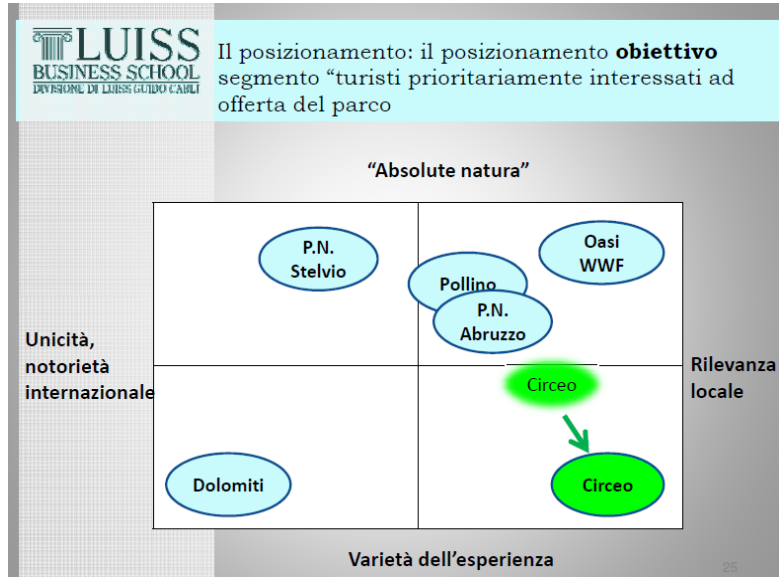 LUISS
BUSINESS SCHOOL
DIVISIONE DI LUISS GUIDO CARLI
Il posizionamento: il posizionamento obiettivo
segmento “turisti prioritariamente interessati ad
offerta del parco
“Absolute natura”
P.N.
Stelvio
Oasi
WWF
Pollino
P.N.
Abruzzo
Unicità,
notorietà
internazionale
Rilevanza
locale
Circeo
Dolomiti
Circeo
Varietà dell’esperienza
25